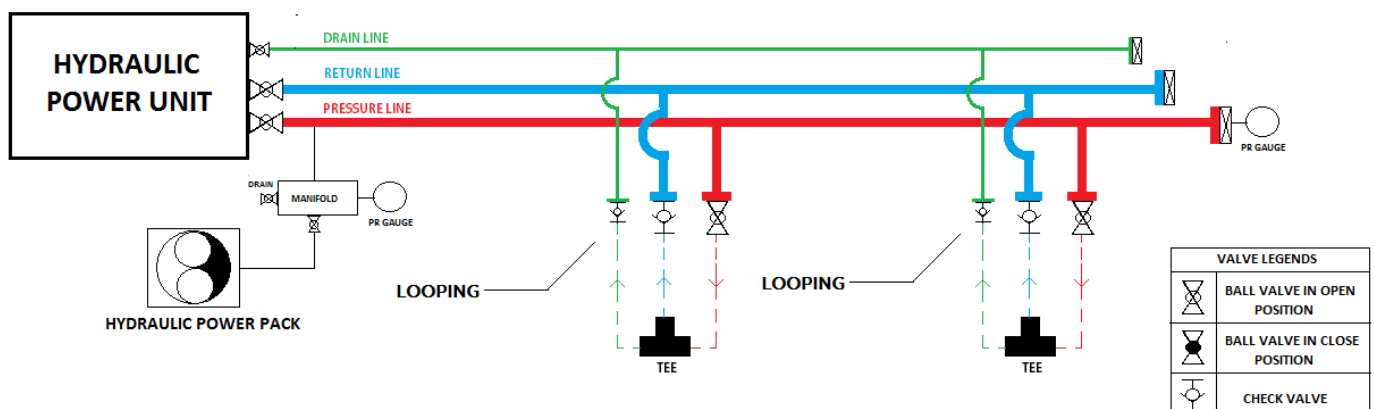 HYDRAULIC
POWER UNIT
DRAIN LINE
RETURN LINE
PRESSURE LINE
PR GAUGE
DRAIN
MANIFOLD
PR GAUGE
HYDRAULIC POWER PACK
LOOPING
TEE
LOOPING
TEE
VALVE LEGENDS
BALL VALVE IN OPEN
POSITION
BALL VALVE IN CLOSE
POSITION
CHECK VALVE